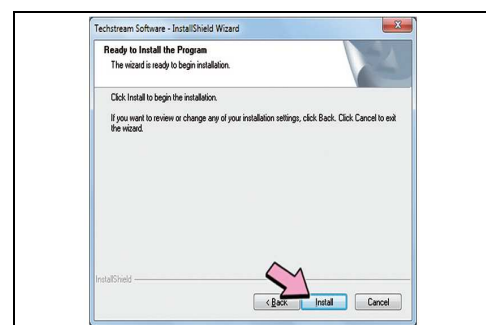 Techstream Software - InstallShield Wizard
Ready to Install the Program
The wizard is ready to begin installation.
Click Install to begin the installation.
If you want to review or change any of your installation settings, click Back. Click Cancel to exit
the wizard.
InstallShield
< Back Install Cancel